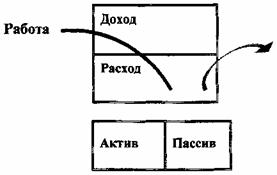 Доход
Работа
Расход
Актив Пассив